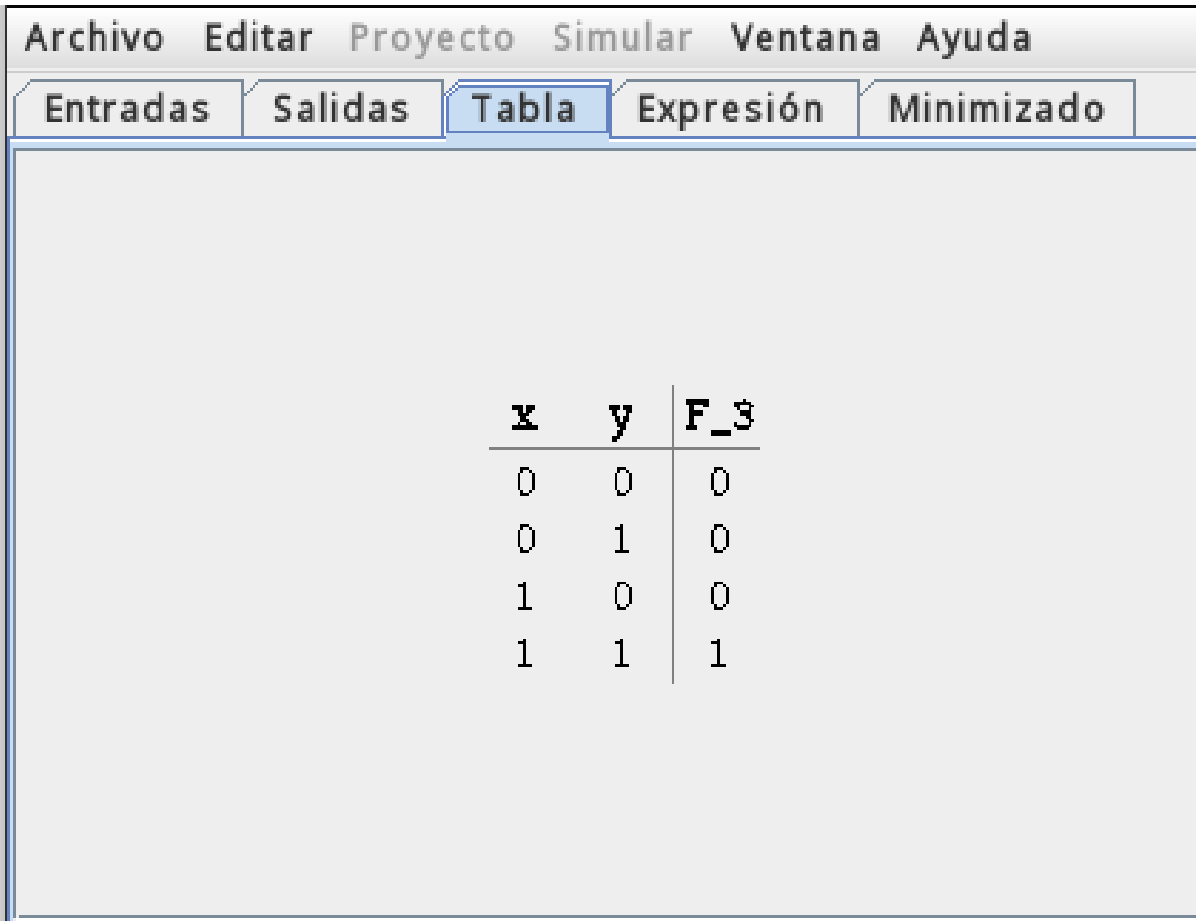 Archivo Editar Proyecto Simular Ventana Ayuda
Entradas Salidas Tabla Expresión Minimizado
x y F_3
0 0 0
0 1 0
1 0 0
1 1 1